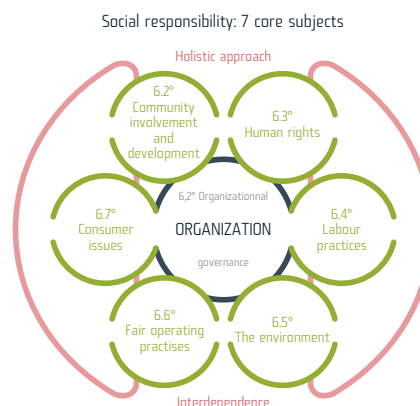 Social responsibility: 7 core subjects
Holistic approach
6.2°
Community
involvement
and
development
6.3°
Human rights
6,2° Organizationnal
ORGANIZATION
governance
6.7°
Consumer
issues
6.4°
Labour
practices
6.6°
Fair operating
practises
6.5°
The environment
Interdependence